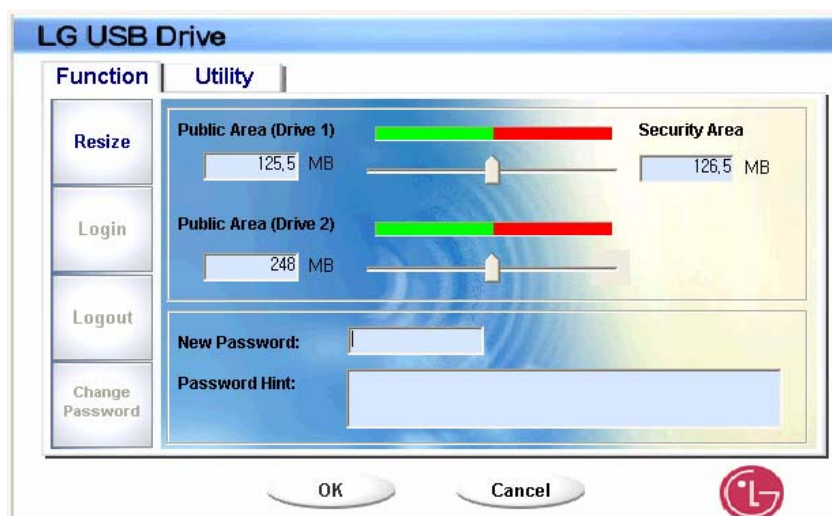 LG USB Drive
Function Utility
Resize
Login
Logout
Change
Password
Public Area (Drive 1)
125,5 MB
Security Area
126,5 MB
Public Area (Drive 2)
248 MB
New Password:
Password Hint:
OK Cancel
LG